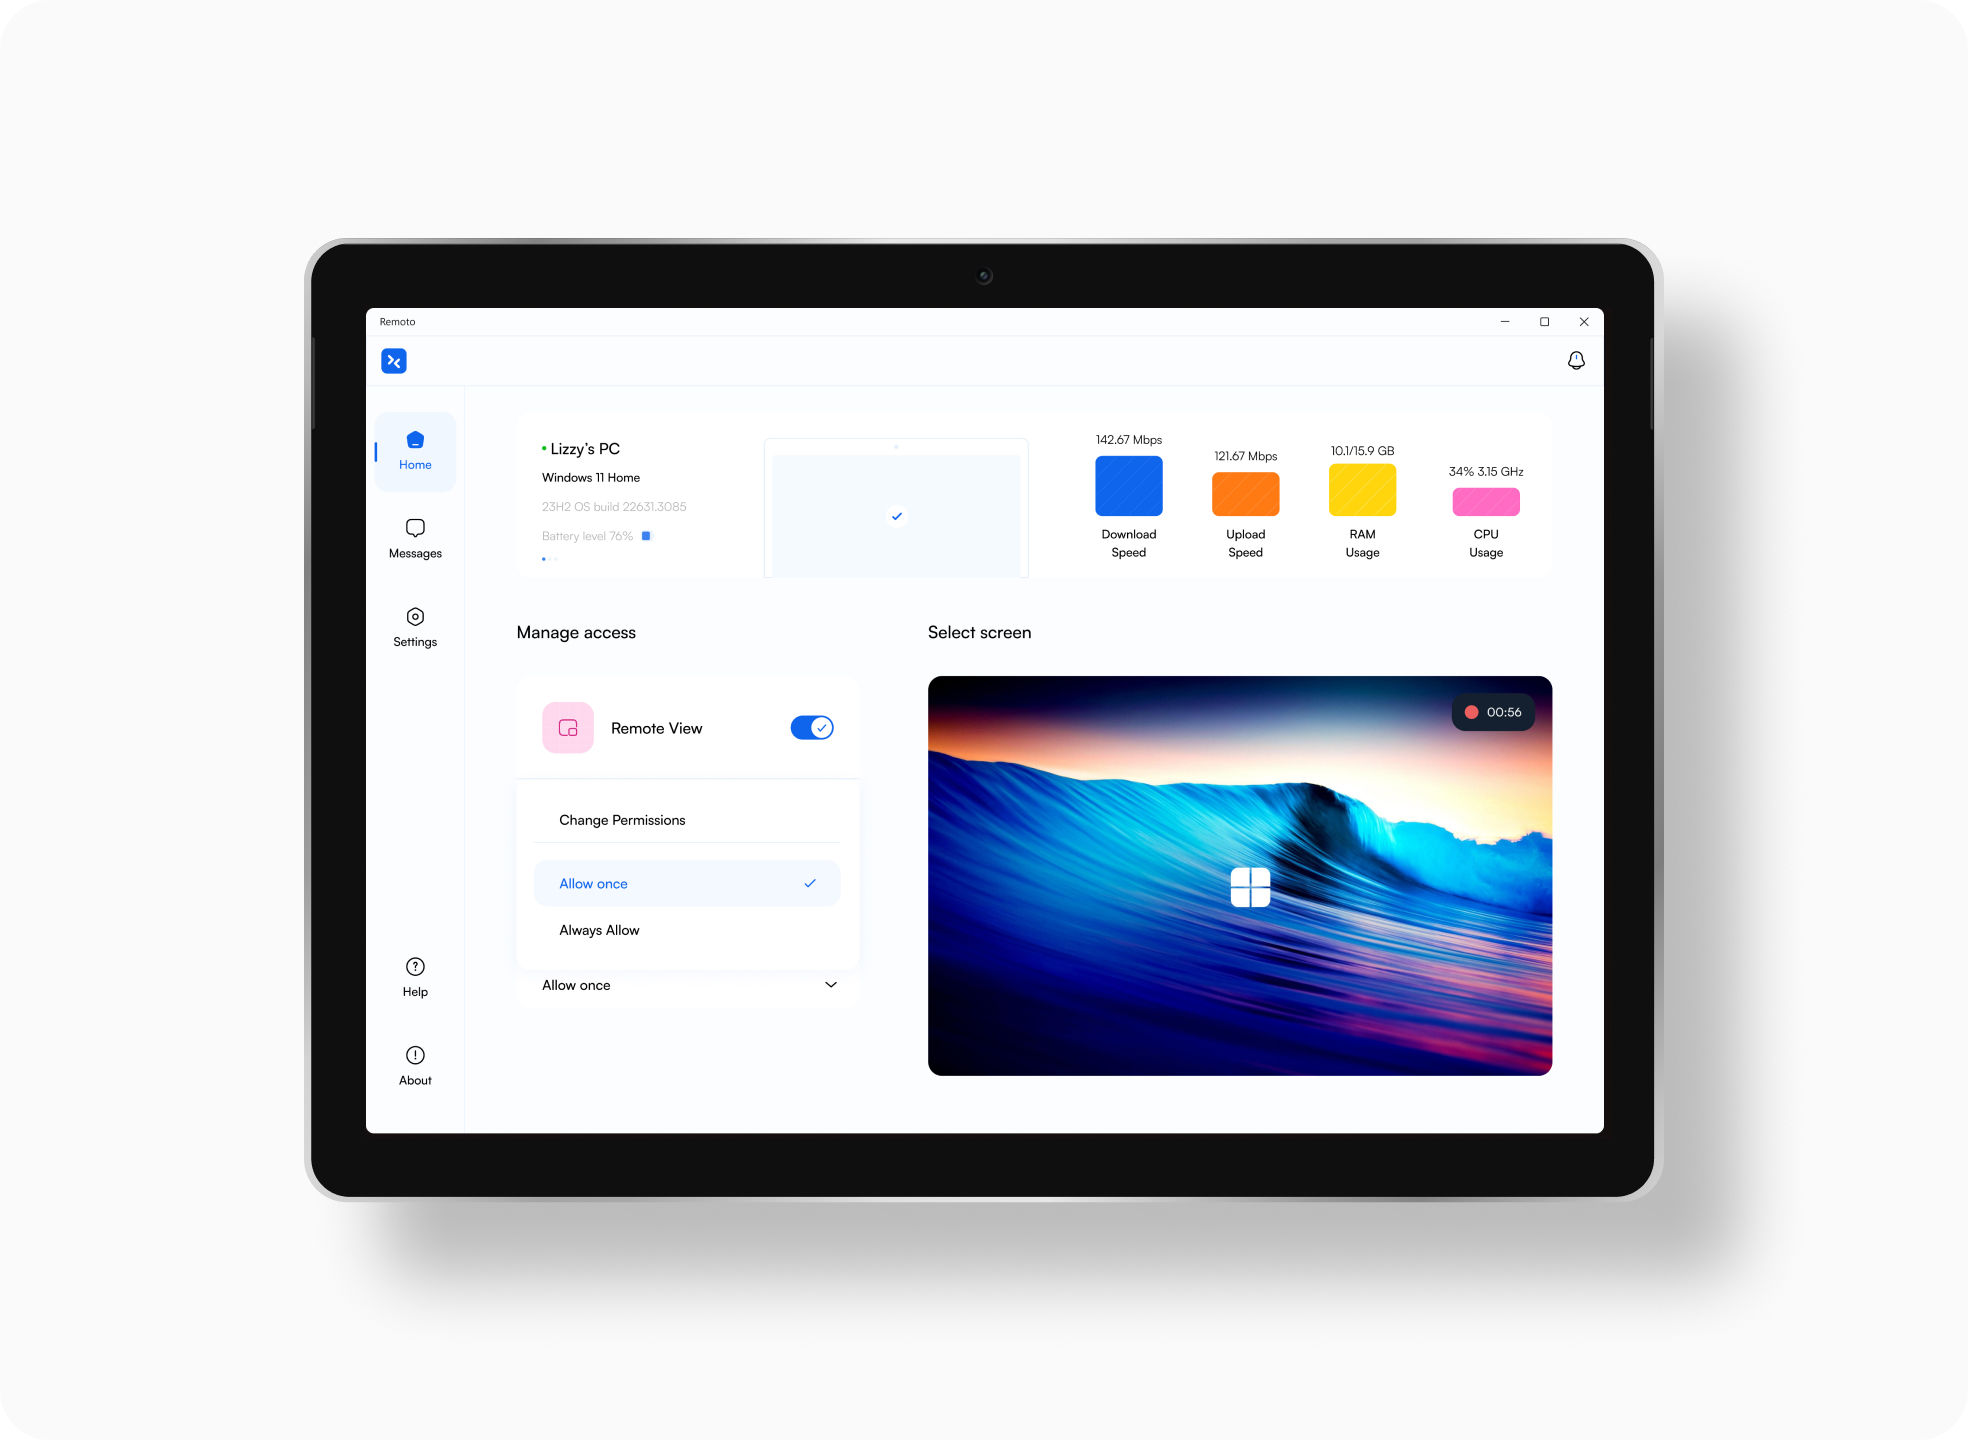 Remoto
Home
Messages
Settings
Help
About
Lizzy's PC
Windows 11 Home
23H2 OS build 22631.3085
Battery level 76%
142.67 Mbps
Download
Speed
121.67 Mbps
Upload
Speed
10.1/15.9 GB
RAM
Usage
34% 3.15 GHz
CPU
Usage
Manage access
Remote View
Change Permissions
Allow once
Always Allow
Allow once
Select screen
00:56